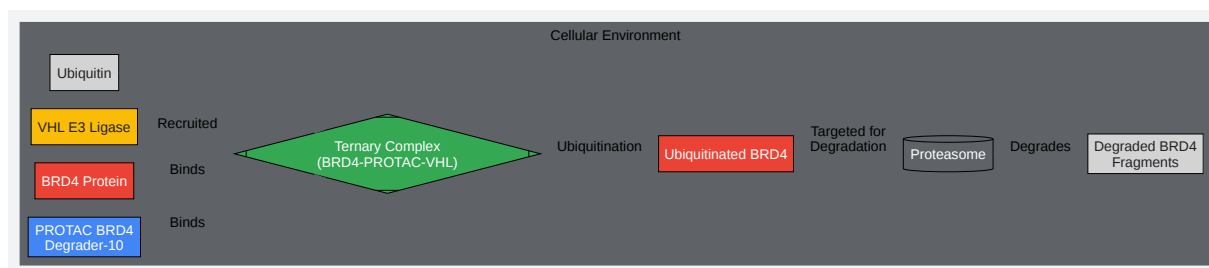 Cellular Environment
Ubiquitin
VHL E3 Ligase
Recruited
BRD4 Protein
Binds
PROTAC BRD4
Degrader-10
Binds
Ternary Complex
(BRD4-PROTAC-VHL)
Ubiquitination
Ubiquitinated BRD4
Targeted for
Degradation
Proteasome
Degrades
Degraded BRD4
Fragments